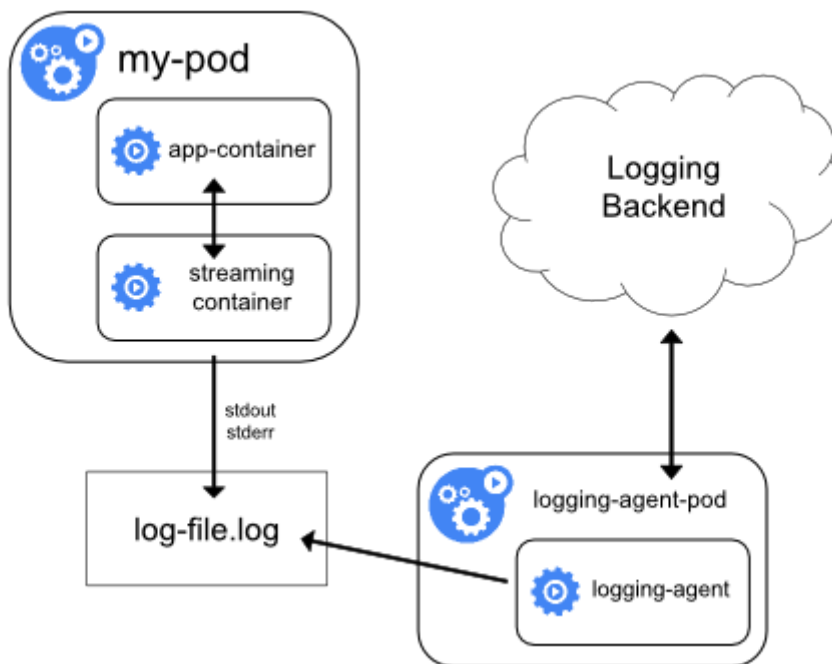 my-pod
app-container
streaming
container
stdout
stderr
log-file.log
Logging
Backend
logging-agent-pod
logging-agent